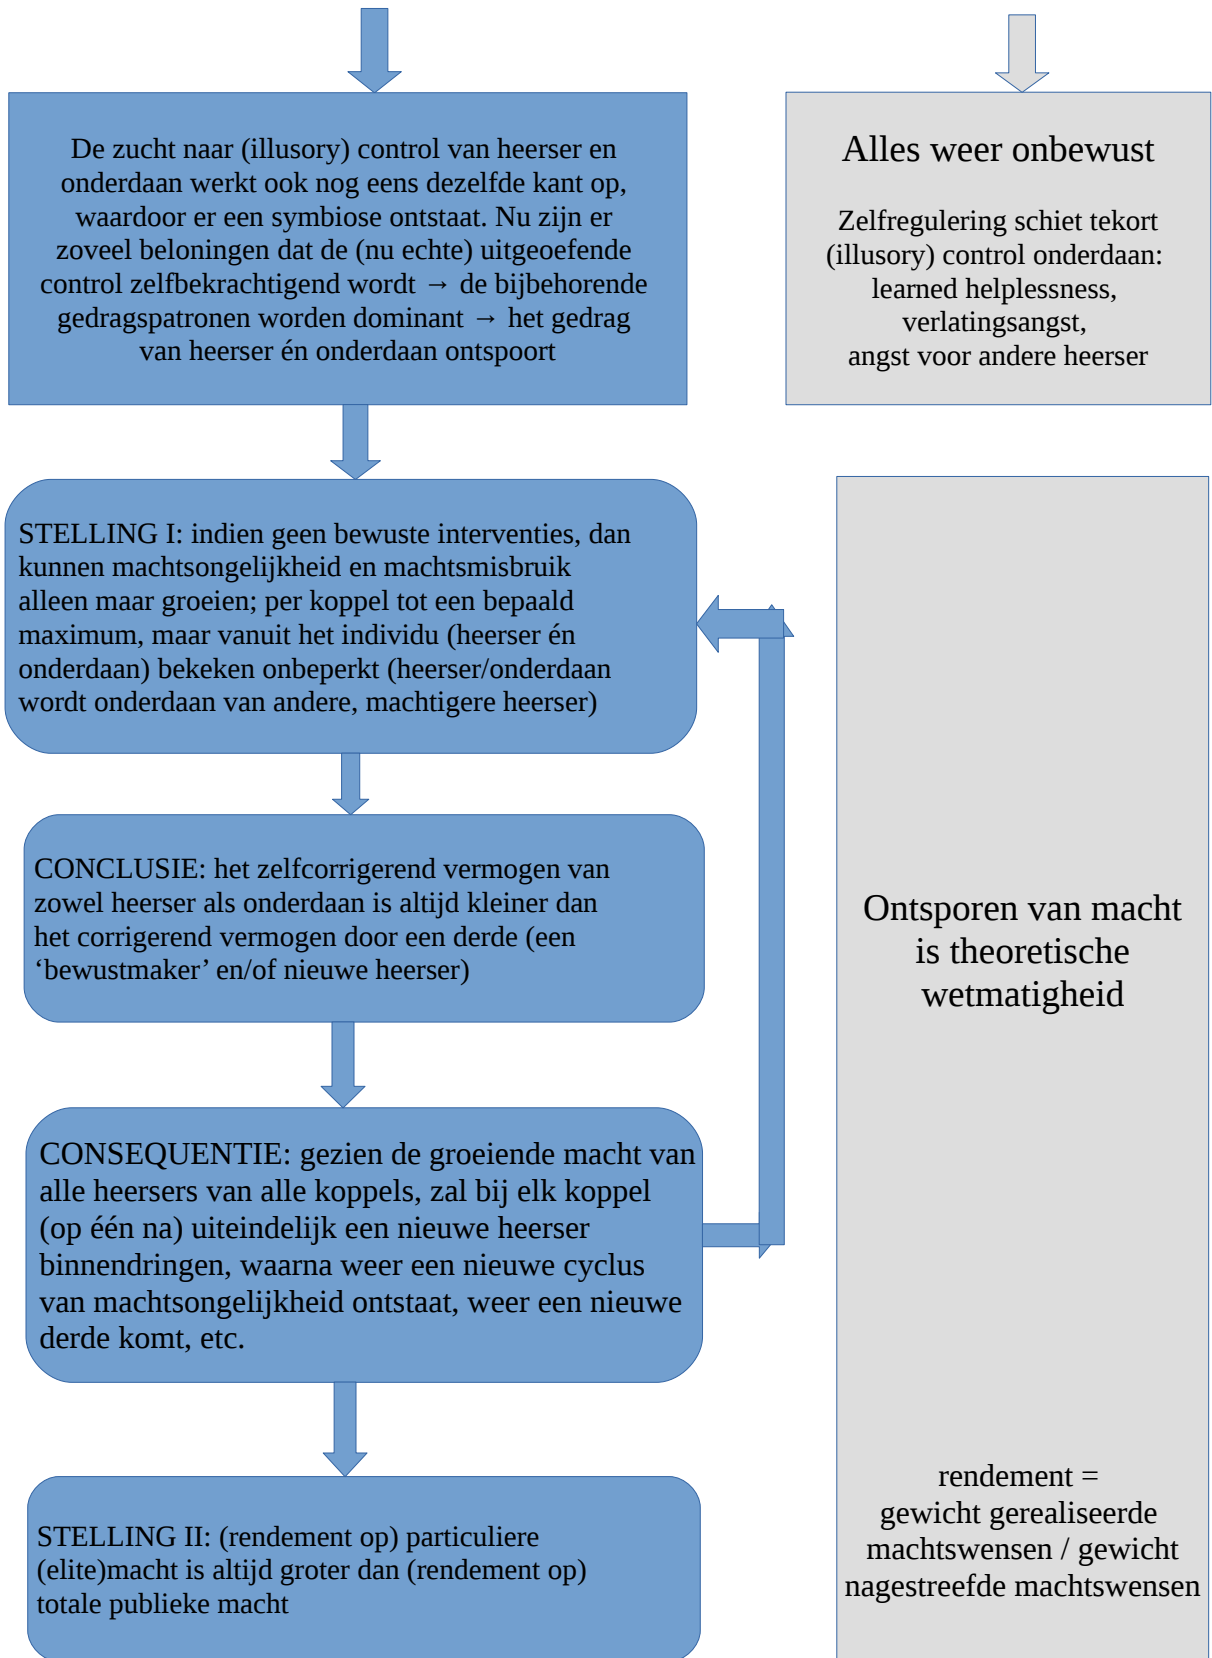 De zucht naar (illusory) control van heerser en
onderdaan werkt ook nog eens dezelfde kant op,
waardoor er een symbiose ontstaat. Nu zijn er
zoveel beloningen dat de (nu echte) uitgeoefende
control zelfbekrachtigend wordt → de bijbehorende
gedragspatronen worden dominant → het gedrag
van heerser én onderdaan ontspoort
Alles weer onbewust
Zelfregulering schiet tekort
(illusory) control onderdaan:
learned helplessness,
verlatingsangst,
angst voor andere heerser
STELLING I: indien geen bewuste interventies, dan
kunnen machtsongelijkheid en machtsmisbruik
alleen maar groeien; per koppel tot een bepaald
maximum, maar vanuit het individu (heerser én
onderdaan) bekeken onbeperkt (heerser/onderdaan
wordt onderdaan van andere, machtigere heerser)
CONCLUSIE: het zelfcorrigerend vermogen van
zowel heerser als onderdaan is altijd kleiner dan
het corrigerend vermogen door een derde (een
‘bewustmaker’ en/of nieuwe heerser)
Ontsporen van macht
is theoretische
wetmatigheid
CONSEQUENTIE: gezien de groeiende macht van
alle heersers van alle koppels, zal bij elk koppel
(op één na) uiteindelijk een nieuwe heerser
binnendringen, waarna weer een nieuwe cyclus
van machtsongelijkheid ontstaat, weer een nieuwe
derde komt, etc.
STELLING II: (rendement op) particuliere
(elite)macht is altijd groter dan (rendement op)
totale publieke macht
rendement =
gewicht gerealiseerde
machtswensen / gewicht
nagestreefde machtswensen